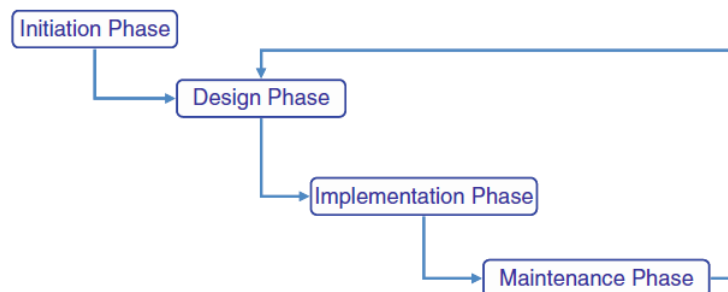 Initiation Phase
Design Phase
Implementation Phase
Maintenance Phase